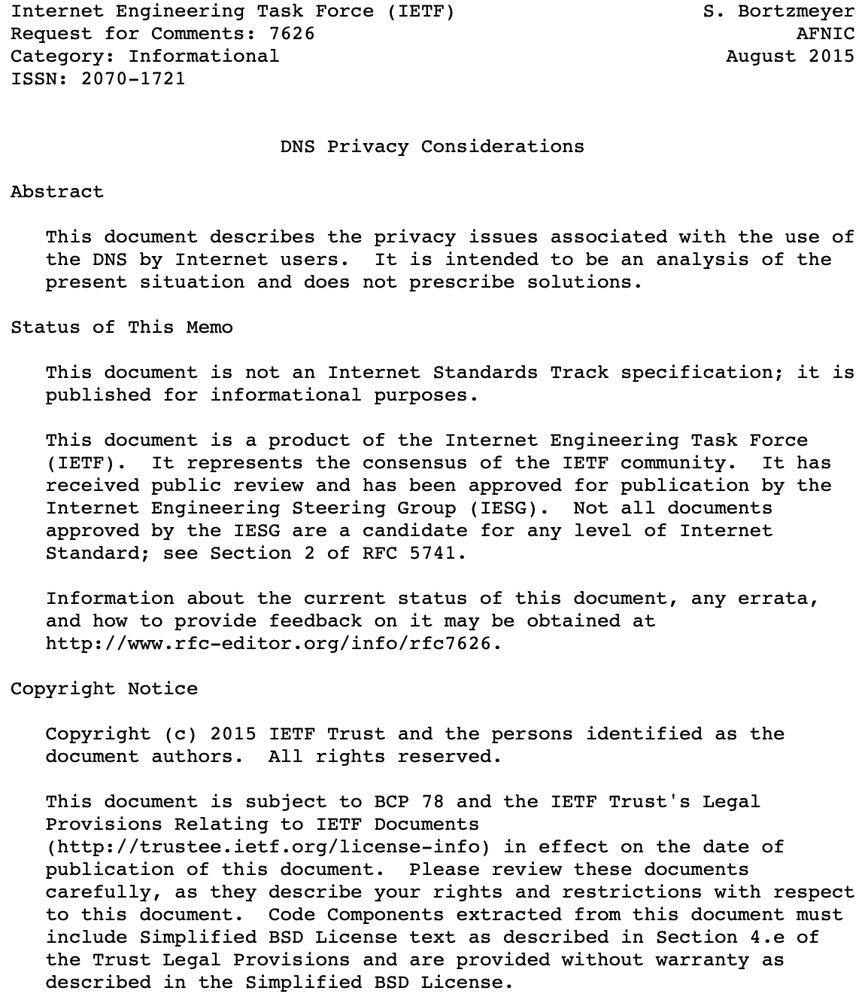 Internet Engineering Task Force (IETF)                     S. Bortzmeyer
Request for Comments: 7626                                         AFNIC
Category: Informational                                      August 2015
ISSN: 2070-1721
DNS Privacy Considerations
Abstract
This document describes the privacy issues associated with the use of
the DNS by Internet users.  It is intended to be an analysis of the
present situation and does not prescribe solutions.
Status of This Memo
This document is not an Internet Standards Track specification; it is
published for informational purposes.
This document is a product of the Internet Engineering Task Force
(IETF).  It represents the consensus of the IETF community.  It has
received public review and has been approved for publication by the
Internet Engineering Steering Group (IESG).  Not all documents
approved by the IESG are a candidate for any level of Internet
Standard; see Section 2 of RFC 5741.
Information about the current status of this document, any errata,
and how to provide feedback on it may be obtained at
http://www.rfc-editor.org/info/rfc7626.
Copyright Notice
Copyright (c) 2015 IETF Trust and the persons identified as the
document authors.  All rights reserved.
This document is subject to BCP 78 and the IETF Trust's Legal
Provisions Relating to IETF Documents
(http://trustee.ietf.org/license-info) in effect on the date of
publication of this document.  Please review these documents
carefully, as they describe your rights and restrictions with respect
to this document.  Code Components extracted from this document must
include Simplified BSD License text as described in Section 4.e of
the Trust Legal Provisions and are provided without warranty as
described in the Simplified BSD License.